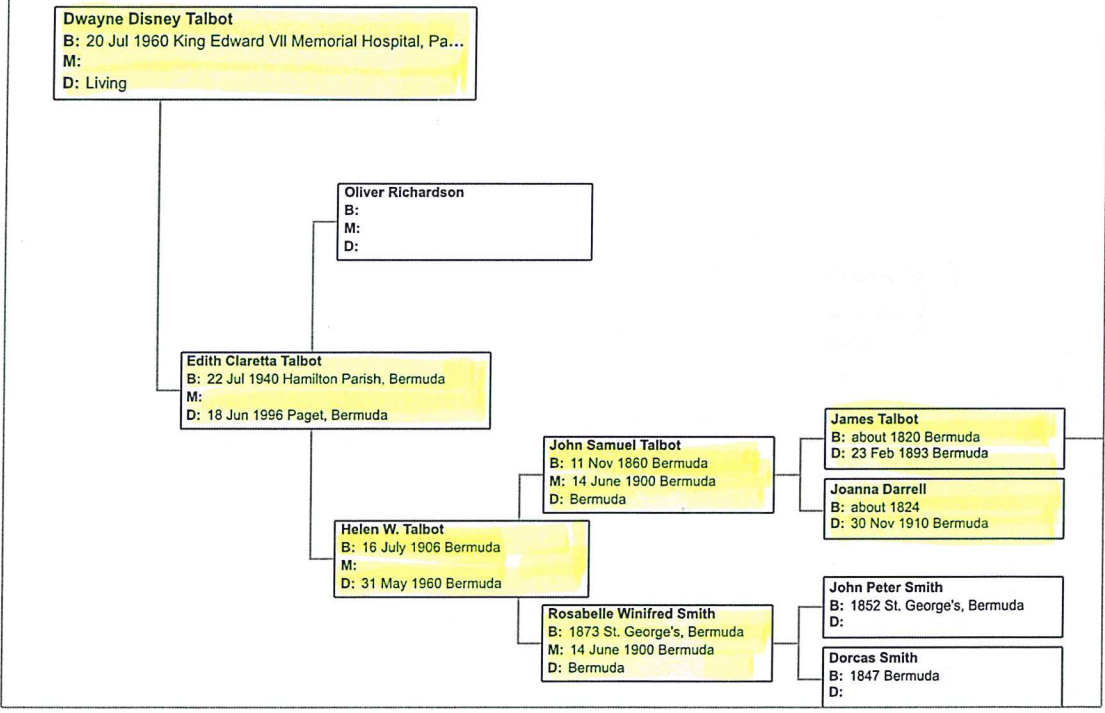 Dwayne Disney Talbot
B: 20 Jul 1960 King Edward VII Memorial Hospital, Pa...
M:
D: Living
Oliver Richardson
B:
M:
D:
Edith Claretta Talbot
B: 22 Jul 1940 Hamilton Parish, Bermuda
M:
D: 18 Jun 1996 Paget, Bermuda
James Talbot
B: about 1820 Bermuda
D: 23 Feb 1893 Bermuda
John Samuel Talbot
B: 11 Nov 1860 Bermuda
M: 14 June 1900 Bermuda
D: Bermuda
Joanna Darrell
B: about 1824
D: 30 Nov 1910 Bermuda
Helen W. Talbot
B: 16 July 1906 Bermuda
M:
D: 31 May 1960 Bermuda
John Peter Smith
B: 1852 St. George's, Bermuda
D:
Rosabelle Winifred Smith
B: 1873 St. George's, Bermuda
M: 14 June 1900 Bermuda
D: Bermuda
Dorcas Smith
B: 1847 Bermuda
D: